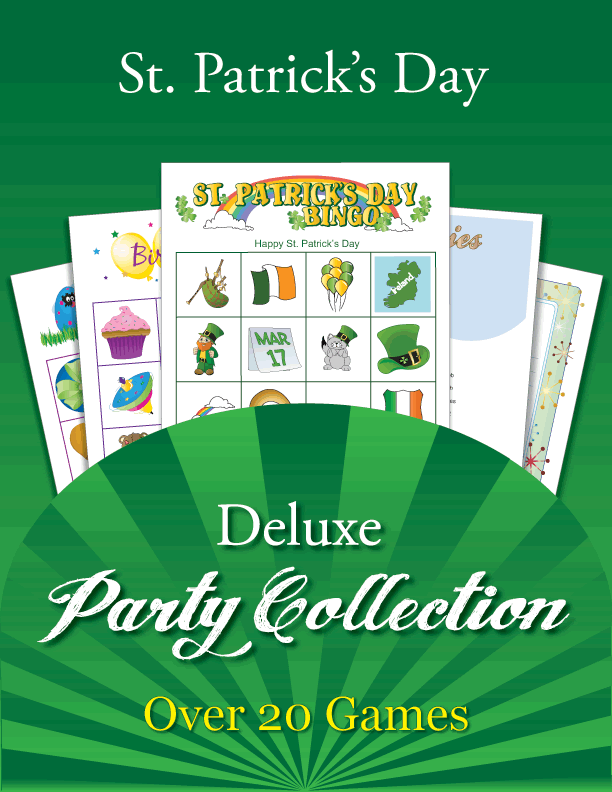 St. Patrick's Day
ST. PATRICK'S DAY
BINGO
Happy St. Patrick's Day
Ireland
MAR
17
Deluxe
Party Collection
Over 20 Games